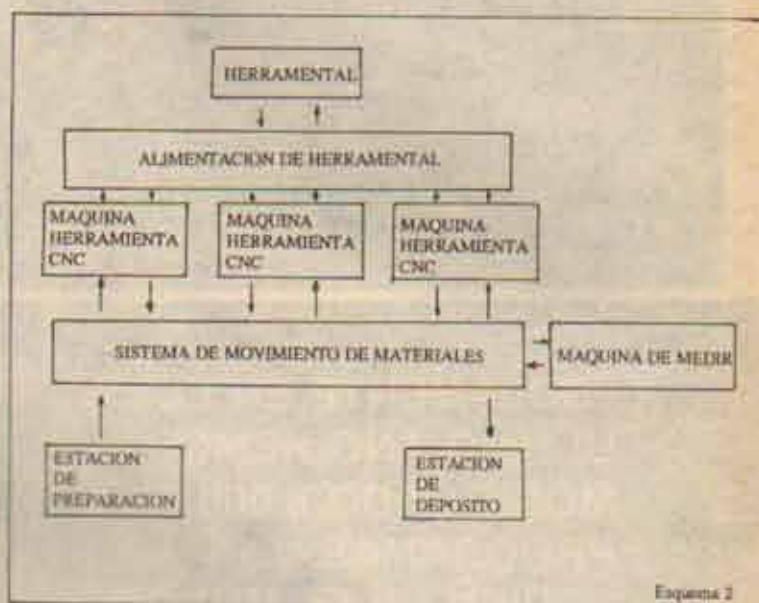 HERRAMENTAL
ALIMENTACION DE HERRAMENTAL
MAQUINA
HERRAMIENTA
CNC
MAQUINA
HERRAMIENTA
CNC
MAQUINA
HERRAMIENTA
CNC
SISTEMA DE MOVIMIENTO DE MATERIALES
MAQUINA DE MEDIR
ESTACION
DE
PREPARACION
ESTACION
DE
DEPOSITO
Esquema 2